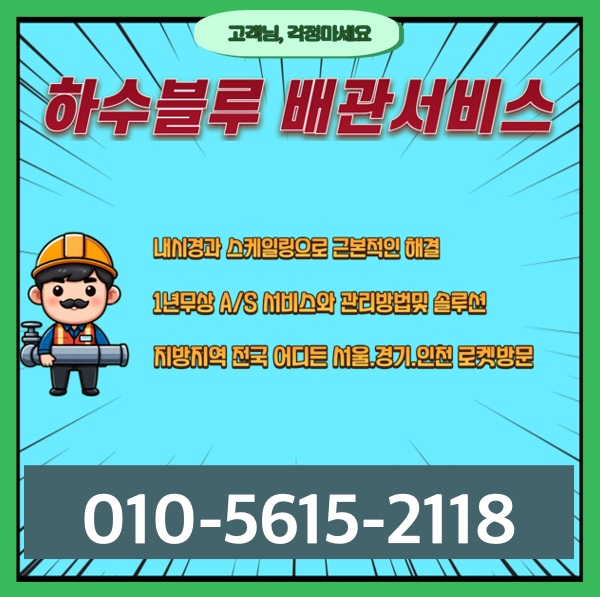 고객님, 걱정마세요
하수블루 배관서비스
내시경과 스케일링으로 근본적인 해결
1년무상 A/S 서비스와 관리방법및 솔루션
지방지역 전국 어디든 서울.경기.인천 로켓방문
010-5615-2118